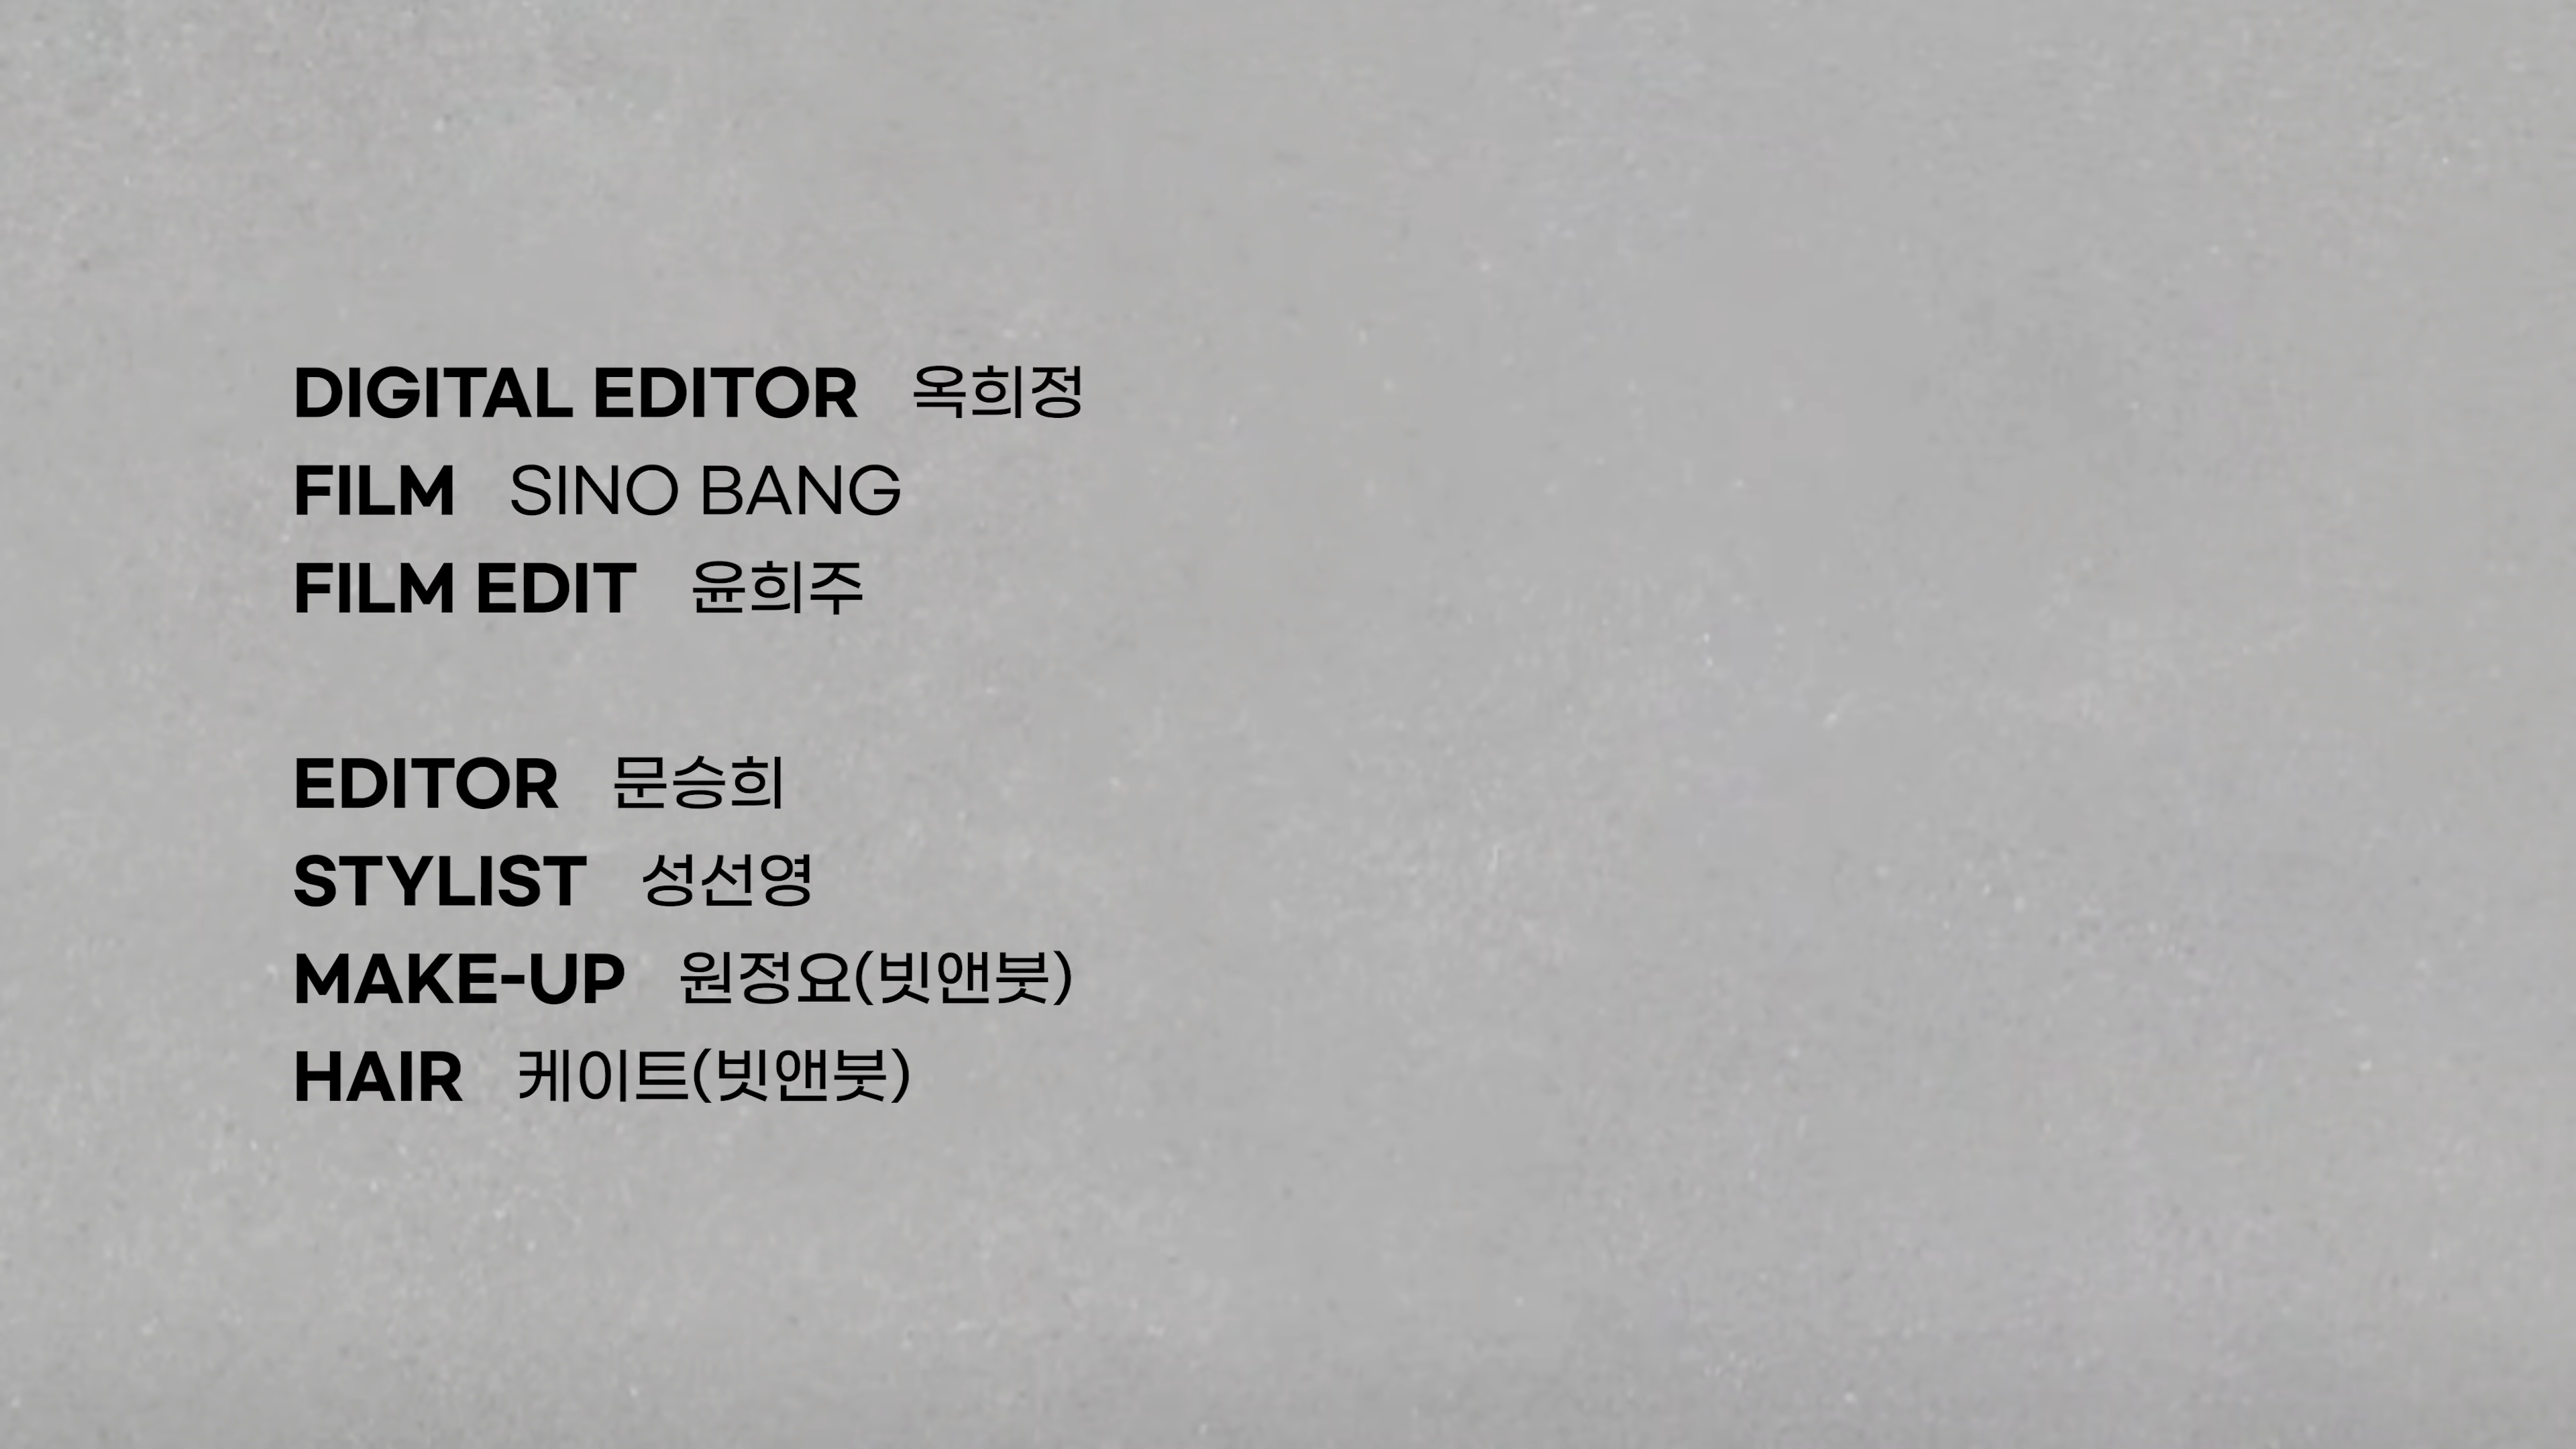 DIGITAL EDITOR 옥희정
FILM SINO BANG
FILM EDIT 윤희주
EDITOR 문승희
STYLIST 성선영
MAKE-UP 원정요(빗앤붓)
HAIR 케이트(빗앤붓)